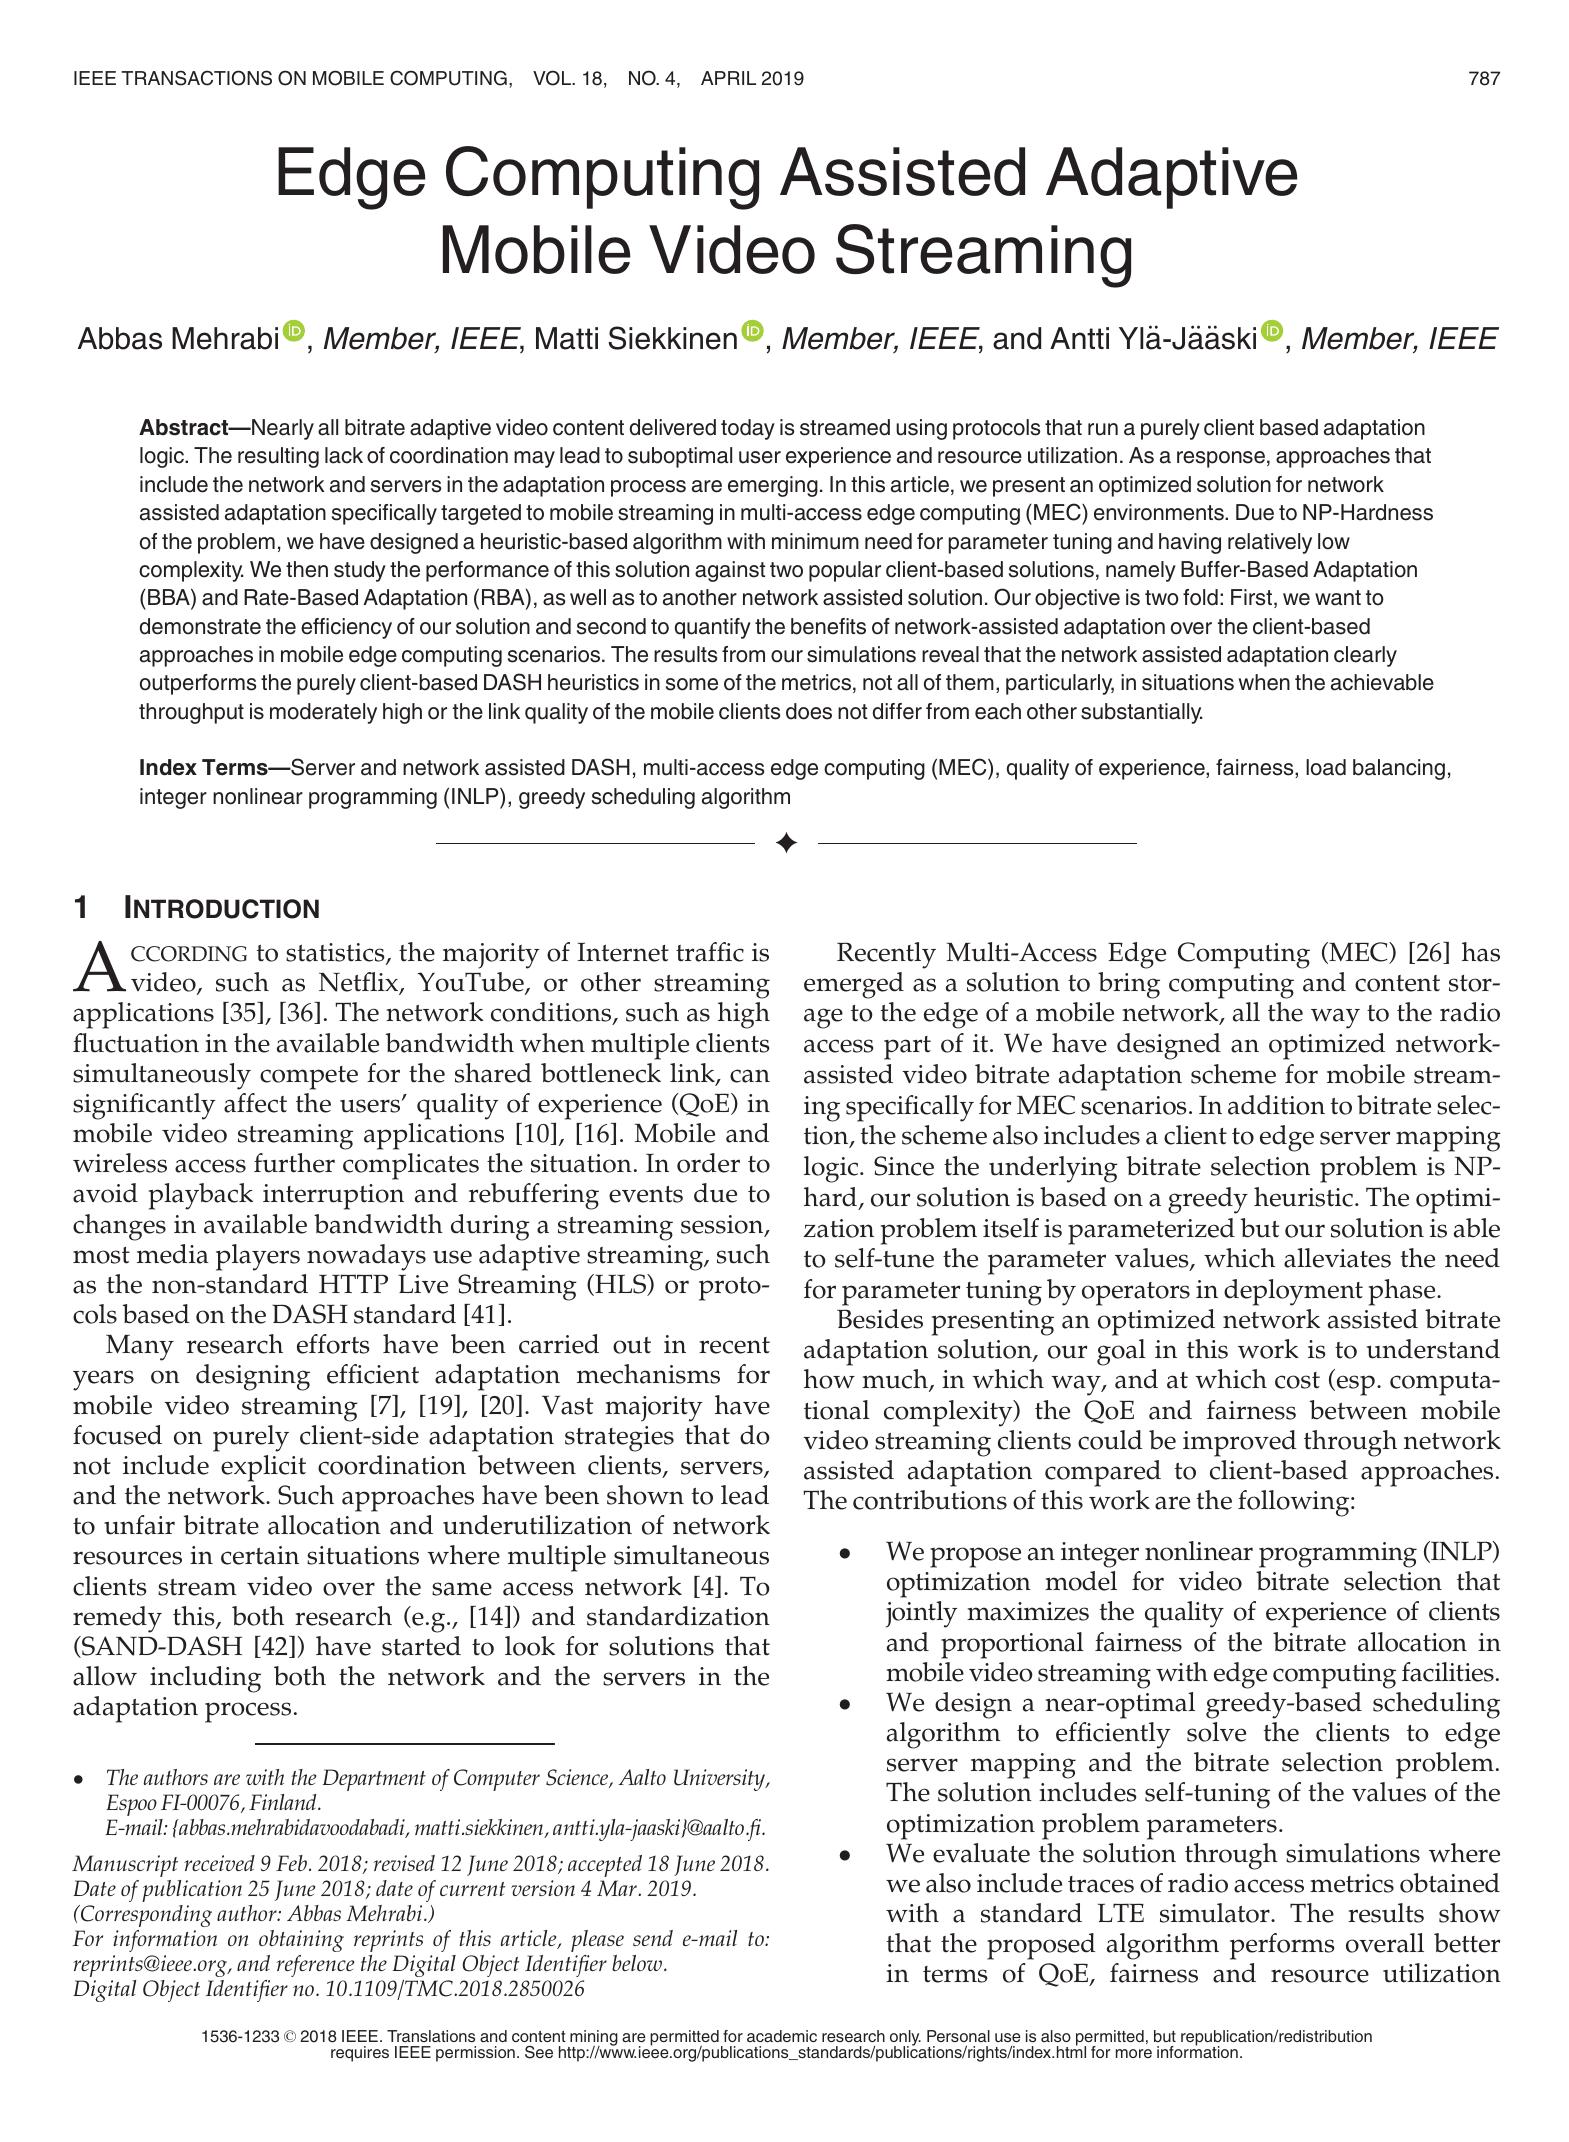 IEEE TRANSACTIONS ON MOBILE COMPUTING, VOL. 18, NO. 4, APRIL 2019
787
Edge Computing Assisted Adaptive
Mobile Video Streaming
Abbas Mehrabi iD, Member, IEEE, Matti Siekkinen iD, Member, IEEE, and Antti Ylä-Jääski iD, Member, IEEE
Abstract—Nearly all bitrate adaptive video content delivered today is streamed using protocols that run a purely client based adaptation
logic. The resulting lack of coordination may lead to suboptimal user experience and resource utilization. As a response, approaches that
include the network and servers in the adaptation process are emerging. In this article, we present an optimized solution for network
assisted adaptation specifically targeted to mobile streaming in multi-access edge computing (MEC) environments. Due to NP-Hardness
of the problem, we have designed a heuristic-based algorithm with minimum need for parameter tuning and having relatively low
complexity. We then study the performance of this solution against two popular client-based solutions, namely Buffer-Based Adaptation
(BBA) and Rate-Based Adaptation (RBA), as well as to another network assisted solution. Our objective is two fold: First, we want to
demonstrate the efficiency of our solution and second to quantify the benefits of network-assisted adaptation over the client-based
approaches in mobile edge computing scenarios. The results from our simulations reveal that the network assisted adaptation clearly
outperforms the purely client-based DASH heuristics in some of the metrics, not all of them, particularly, in situations when the achievable
throughput is moderately high or the link quality of the mobile clients does not differ from each other substantially.
Index Terms—Server and network assisted DASH, multi-access edge computing (MEC), quality of experience, fairness, load balancing,
integer nonlinear programming (INLP), greedy scheduling algorithm
1 INTRODUCTION
ACCORDING to statistics, the majority of Internet traffic is
video, such as Netflix, YouTube, or other streaming
applications [35], [36]. The network conditions, such as high
fluctuation in the available bandwidth when multiple clients
simultaneously compete for the shared bottleneck link, can
significantly affect the users' quality of experience (QoE) in
mobile video streaming applications [10], [16]. Mobile and
wireless access further complicates the situation. In order to
avoid playback interruption and rebuffering events due to
changes in available bandwidth during a streaming session,
most media players nowadays use adaptive streaming, such
as the non-standard HTTP Live Streaming (HLS) or proto-
cols based on the DASH standard [41].
Many research efforts have been carried out in recent
years on designing efficient adaptation mechanisms for
mobile video streaming [7], [19], [20]. Vast majority have
focused on purely client-side adaptation strategies that do
not include explicit coordination between clients, servers,
and the network. Such approaches have been shown to lead
to unfair bitrate allocation and underutilization of network
resources in certain situations where multiple simultaneous
clients stream video over the same access network [4]. To
remedy this, both research (e.g., [14]) and standardization
(SAND-DASH [42]) have started to look for solutions that
allow including both the network and the servers in the
adaptation process.
• The authors are with the Department of Computer Science, Aalto University,
Espoo FI-00076, Finland.
E-mail: {abbas.mehrabidavoodabadi, matti.siekkinen, antti.yla-jaaski}@aalto.fi.
Manuscript received 9 Feb. 2018; revised 12 June 2018; accepted 18 June 2018.
Date of publication 25 June 2018; date of current version 4 Mar. 2019.
(Corresponding author: Abbas Mehrabi.)
For information on obtaining reprints of this article, please send e-mail to:
reprints@ieee.org, and reference the Digital Object Identifier below.
Digital Object Identifier no. 10.1109/TMC.2018.2850026
Recently Multi-Access Edge Computing (MEC) [26] has
emerged as a solution to bring computing and content stor-
age to the edge of a mobile network, all the way to the radio
access part of it. We have designed an optimized network-
assisted video bitrate adaptation scheme for mobile stream-
ing specifically for MEC scenarios. In addition to bitrate selec-
tion, the scheme also includes a client to edge server mapping
logic. Since the underlying bitrate selection problem is NP-
hard, our solution is based on a greedy heuristic. The optimi-
zation problem itself is parameterized but our solution is able
to self-tune the parameter values, which alleviates the need
for parameter tuning by operators in deployment phase.
Besides presenting an optimized network assisted bitrate
adaptation solution, our goal in this work is to understand
how much, in which way, and at which cost (esp. computa-
tional complexity) the QoE and fairness between mobile
video streaming clients could be improved through network
assisted adaptation compared to client-based approaches.
The contributions of this work are the following:
• We propose an integer nonlinear programming (INLP)
optimization model for video bitrate selection that
jointly maximizes the quality of experience of clients
and proportional fairness of the bitrate allocation in
mobile video streaming with edge computing facilities.
• We design a near-optimal greedy-based scheduling
algorithm to efficiently solve the clients to edge
server mapping and the bitrate selection problem.
The solution includes self-tuning of the values of the
optimization problem parameters.
• We evaluate the solution through simulations where
we also include traces of radio access metrics obtained
with a standard LTE simulator. The results show
that the proposed algorithm performs overall better
in terms of QoE, fairness and resource utilization
1536-1233 © 2018 IEEE. Translations and content mining are permitted for academic research only. Personal use is also permitted, but republication/redistribution
requires IEEE permission. See http://www.ieee.org/publications_standards/publications/rights/index.html for more information.